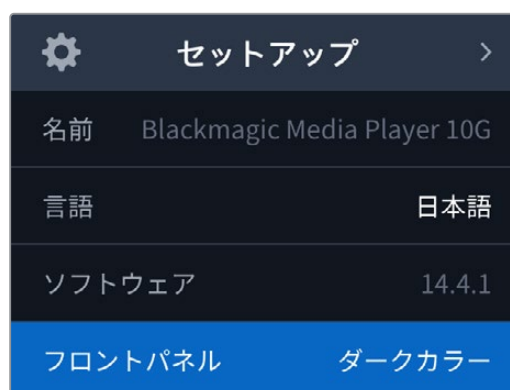 セットアップ
名前 Blackmagic Media Player 10G
言語 日本語
ソフトウェア 14.4.1
フロントパネル ダークカラー